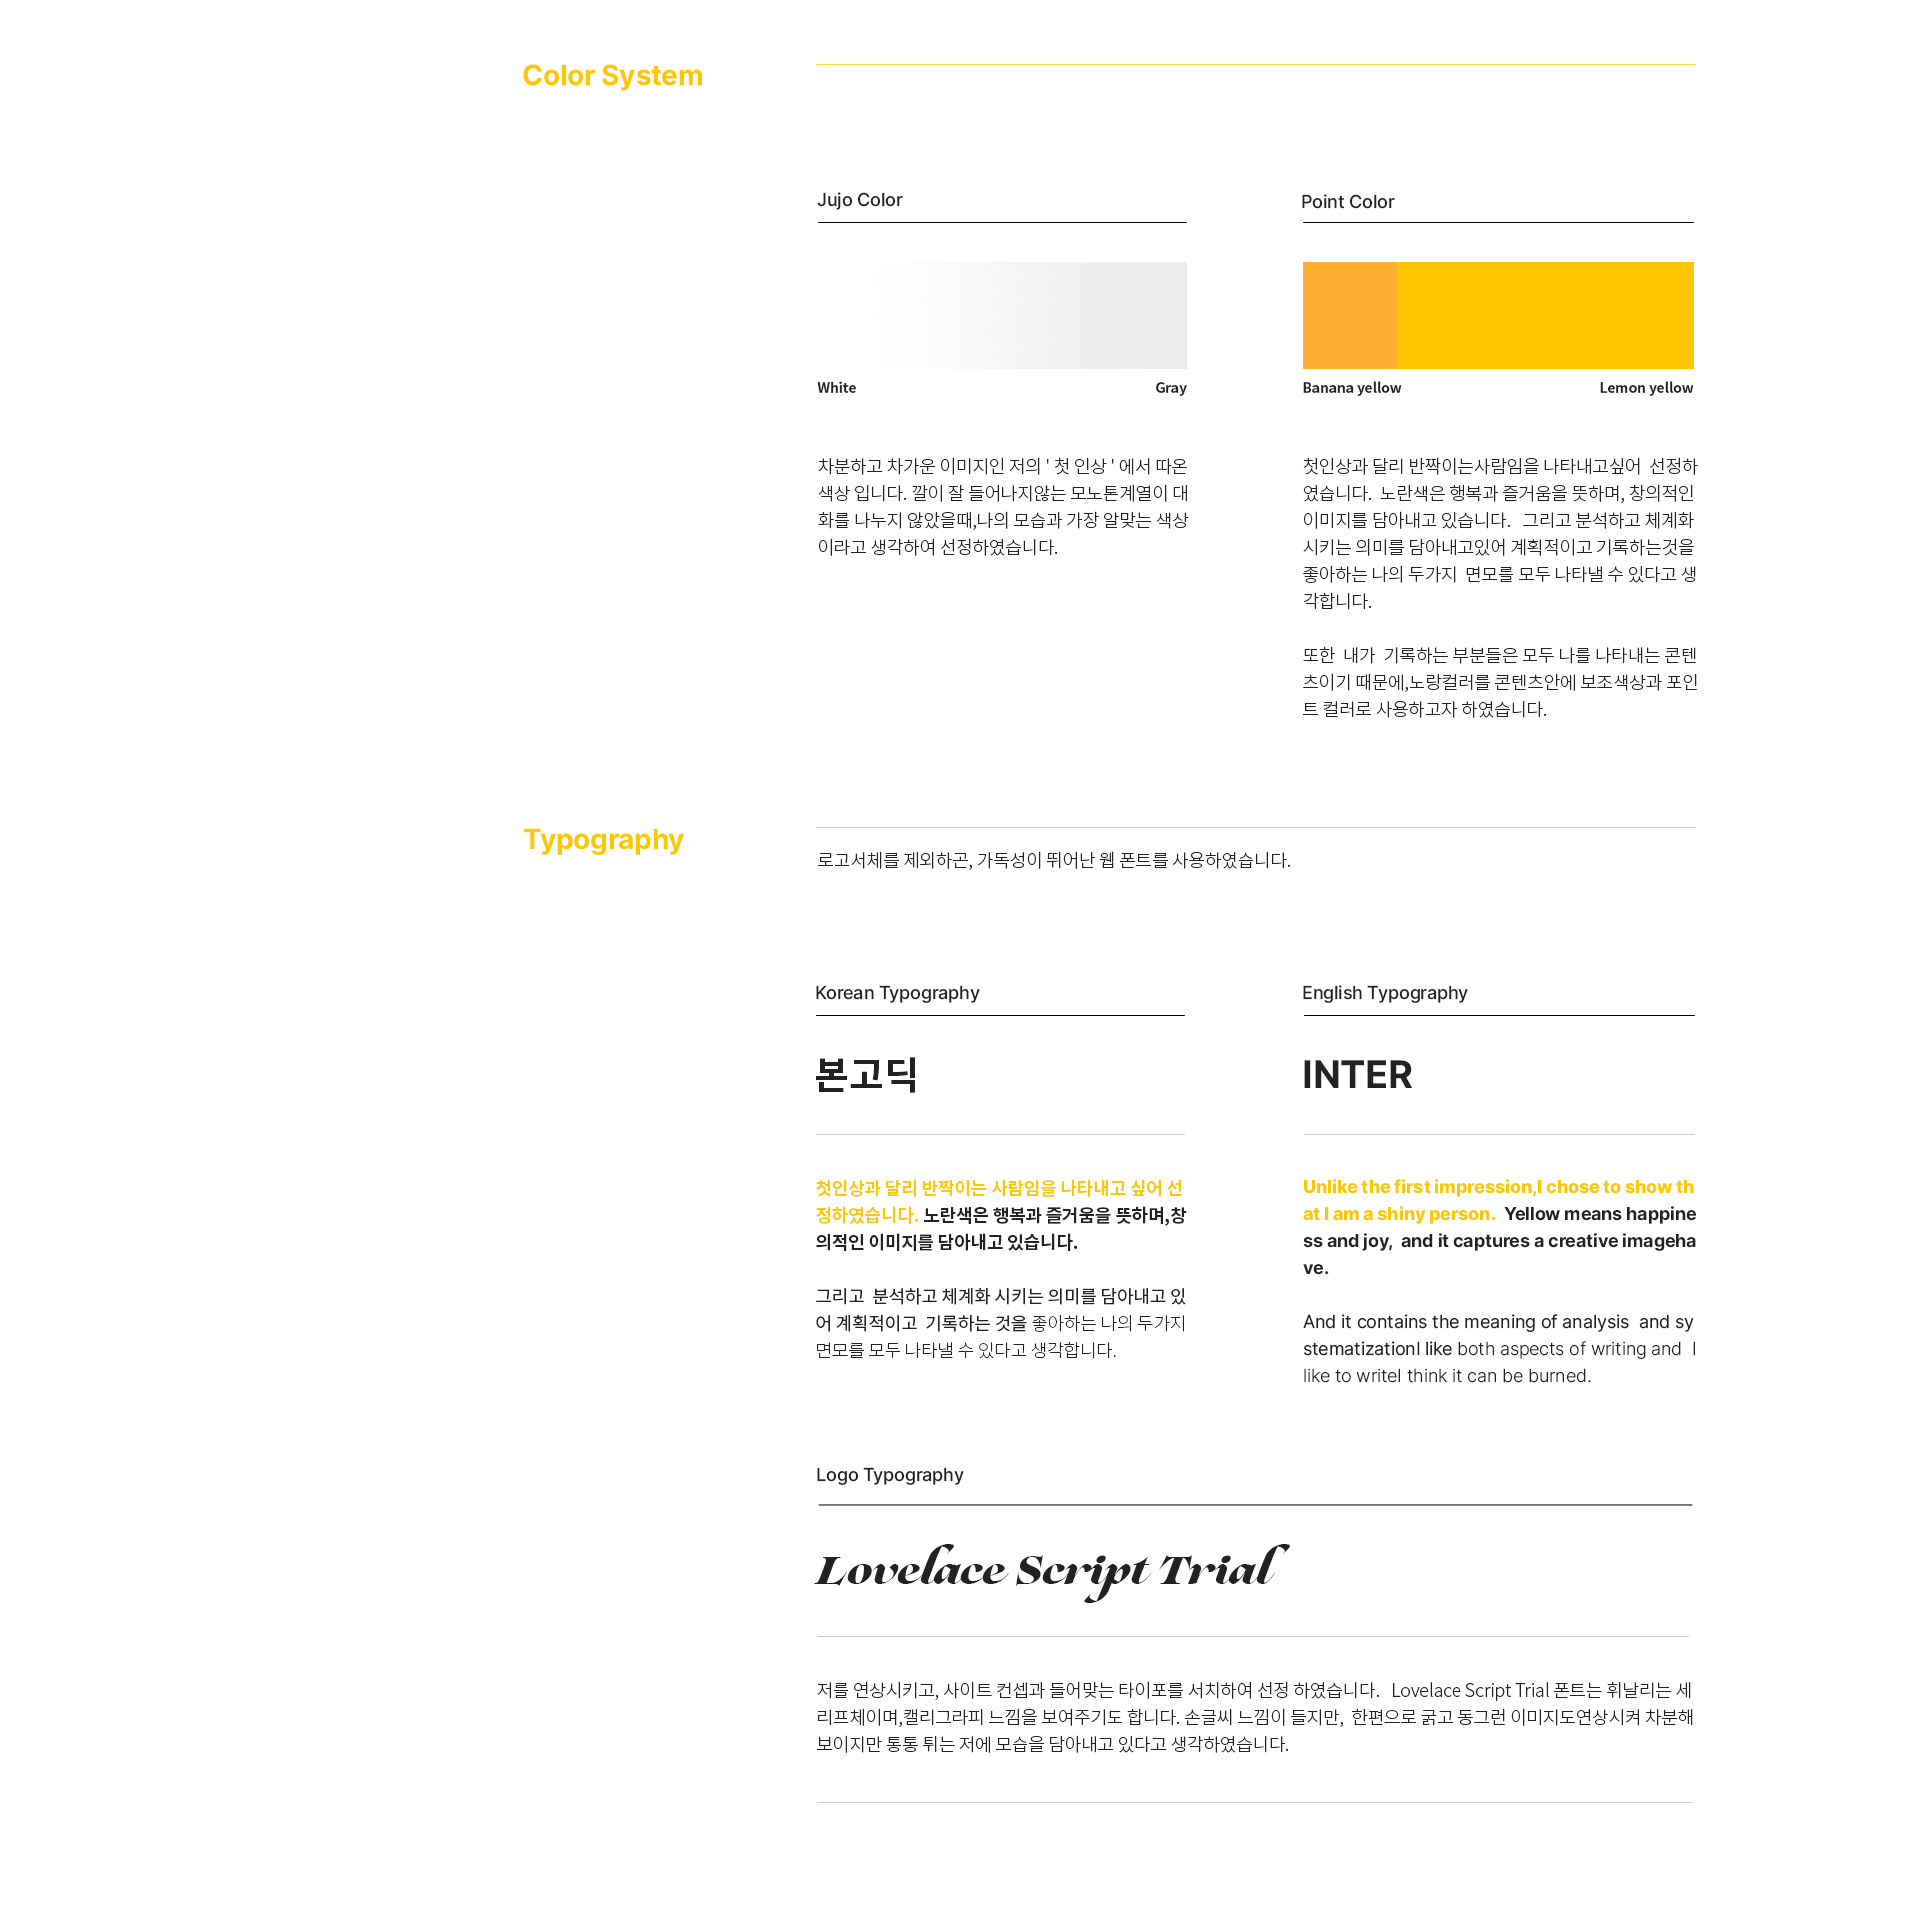 Color System
Jujo Color
White Gray
차분하고 차가운 이미지인 저의 ' 첫 인상 ' 에서 따온
색상 입니다. 깔이 잘 들어나지않는 모노톤계열이 대
화를 나누지 않았을때,나의 모습과 가장 알맞는 색상
이라고 생각하여 선정하였습니다.
Point Color
Banana yellow Lemon yellow
첫인상과 달리 반짝이는사람임을 나타내고싶어 선정하
였습니다. 노란색은 행복과 즐거움을 뜻하며, 창의적인
이미지를 담아내고 있습니다. 그리고 분석하고 체계화
시키는 의미를 담아내고있어 계획적이고 기록하는것을
좋아하는 나의 두가지 면모를 모두 나타낼 수 있다고 생
각합니다.
또한 내가 기록하는 부분들은 모두 나를 나타내는 콘텐
츠이기 때문에,노랑컬러를 콘텐츠안에 보조색상과 포인
트 컬러로 사용하고자 하였습니다.
Typography
로고서체를 제외하곤, 가독성이 뛰어난 웹 폰트를 사용하였습니다.
Korean Typography
본고딕
첫인상과 달리 반짝이는 사람임을 나타내고 싶어 선
정하였습니다. 노란색은 행복과 즐거움을 뜻하며,창
의적인 이미지를 담아내고 있습니다.
그리고 분석하고 체계화 시키는 의미를 담아내고 있
어 계획적이고 기록하는 것을 좋아하는 나의 두가지
면모를 모두 나타낼 수 있다고 생각합니다.
English Typography
INTER
Unlike the first impression,I chose to show th
at I am a shiny person. Yellow means happine
ss and joy, and it captures a creative imageha
ve.
And it contains the meaning of analysis and sy
stematizationI like both aspects of writing and I
like to writeI think it can be burned.
Logo Typography
Lovelace Script Trial
저를 연상시키고, 사이트 컨셉과 들어맞는 타이포를 서치하여 선정 하였습니다. Lovelace Script Trial 폰트는 휘날리는 세
리프체이며,캘리그라피 느낌을 보여주기도 합니다. 손글씨 느낌이 들지만, 한편으로 굵고 동그런 이미지도연상시켜 차분해
보이지만 통통 튀는 저에 모습을 담아내고 있다고 생각하였습니다.